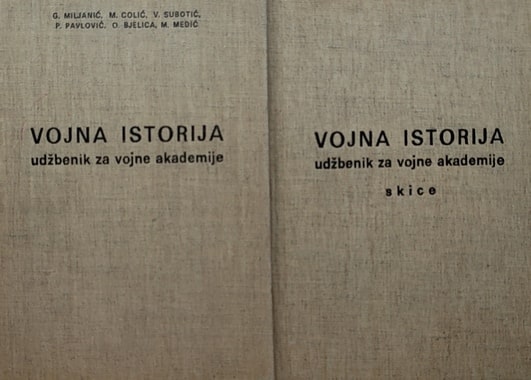 G. MILJANIĆ, M. COLIĆ, V. SUBOTIĆ,
P. PAVLOVIĆ, O. BJELICA, M. MEDIĆ
VOJNA ISTORIJA
udžbenik za vojne akademije
VOJNA ISTORIJA
udžbenik za vojne akademije
skice